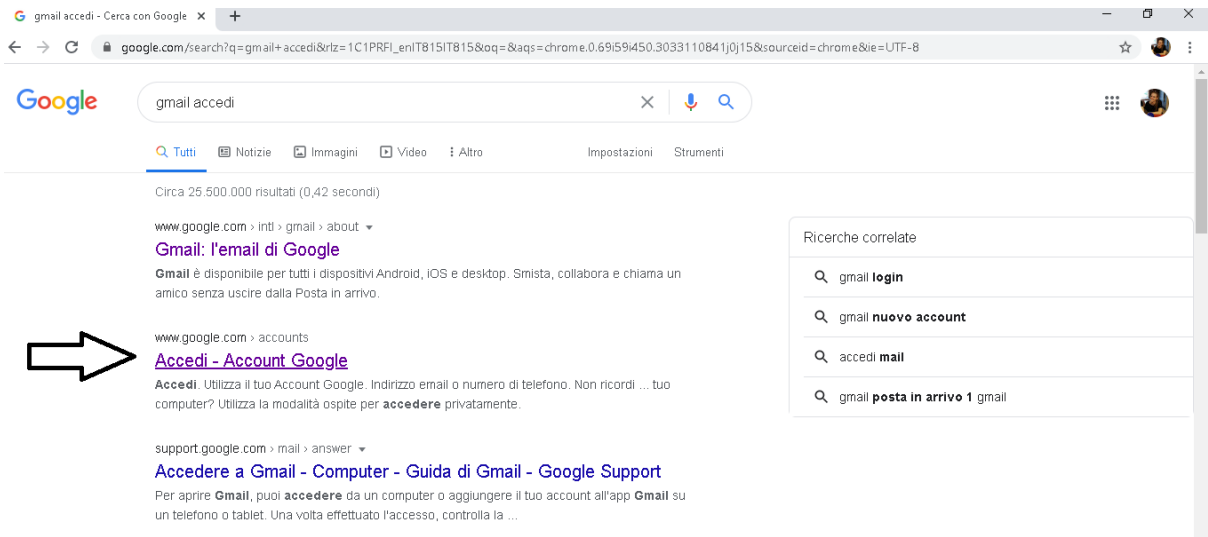 gmail accedi - Cerca con Google
google.com/search?q=gmail+accedi&rlz=1C1PRFI_enIT815IT815&oq=&aqs=chrome.0.69i59i450.3033110841j0j15&sourceid=chrome&ie=UTF-8
Google
gmail accedi
Tutti Notizie Immagini Video Altro Impostazioni Strumenti
Circa 25.500.000 risultati (0,42 secondi)
www.google.com › intl › gmail › about
Gmail: l'email di Google
Gmail è disponibile per tutti i dispositivi Android, iOS e desktop. Smista, collabora e chiama un
amico senza uscire dalla Posta in arrivo.
www.google.com › accounts
Accedi - Account Google
Accedi. Utilizza il tuo Account Google. Indirizzo email o numero di telefono. Non ricordi ... tuo
computer? Utilizza la modalità ospite per accedere privatamente.
support.google.com › mail › answer
Accedere a Gmail - Computer - Guida di Gmail - Google Support
Per aprire Gmail, puoi accedere da un computer o aggiungere il tuo account all'app Gmail su
un telefono o tablet. Una volta effettuato l'accesso, controlla la ...
Ricerche correlate
gmail login
gmail nuovo account
accedi mail
gmail posta in arrivo 1 gmail